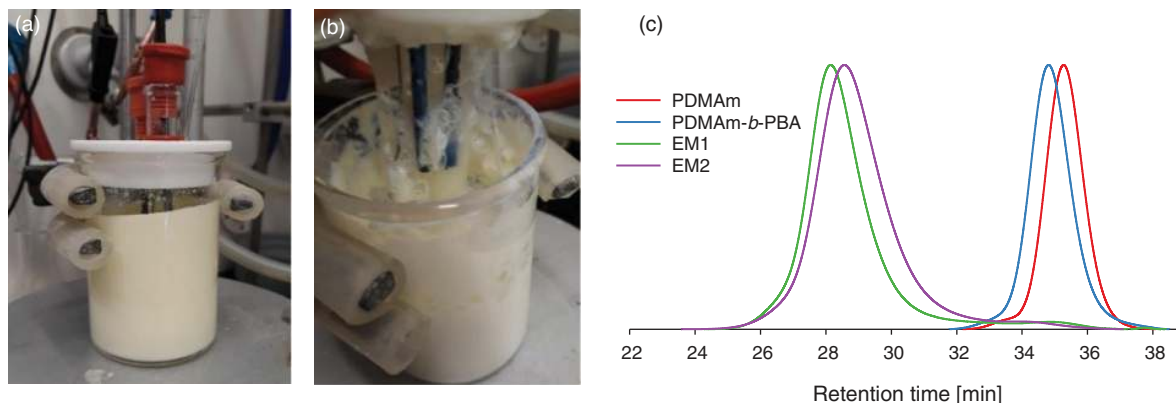 (a)
(b)
(c)
PDMAm
PDMAm-b-PBA
EM1
EM2
22 24 26 28 30 32 34 36 38
Retention time [min]